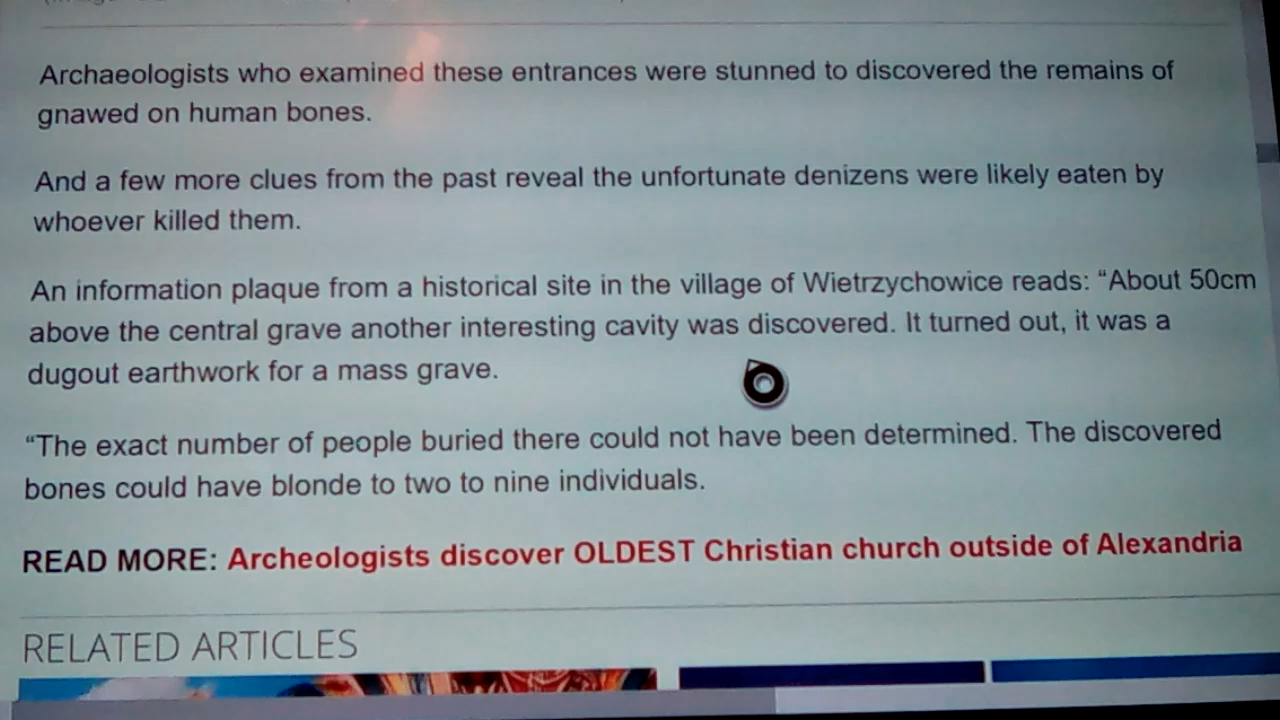 Archaeologists who examined these entrances were stunned to discovered the remains of
gnawed on human bones.
And a few more clues from the past reveal the unfortunate denizens were likely eaten by
whoever killed them.
An information plaque from a historical site in the village of Wietrzychowice reads: “About 50cm
above the central grave another interesting cavity was discovered. It turned out, it was a
dugout earthwork for a mass grave.
“The exact number of people buried there could not have been determined. The discovered
bones could have blonde to two to nine individuals.
READ MORE: Archeologists discover OLDEST Christian church outside of Alexandria
RELATED ARTICLES